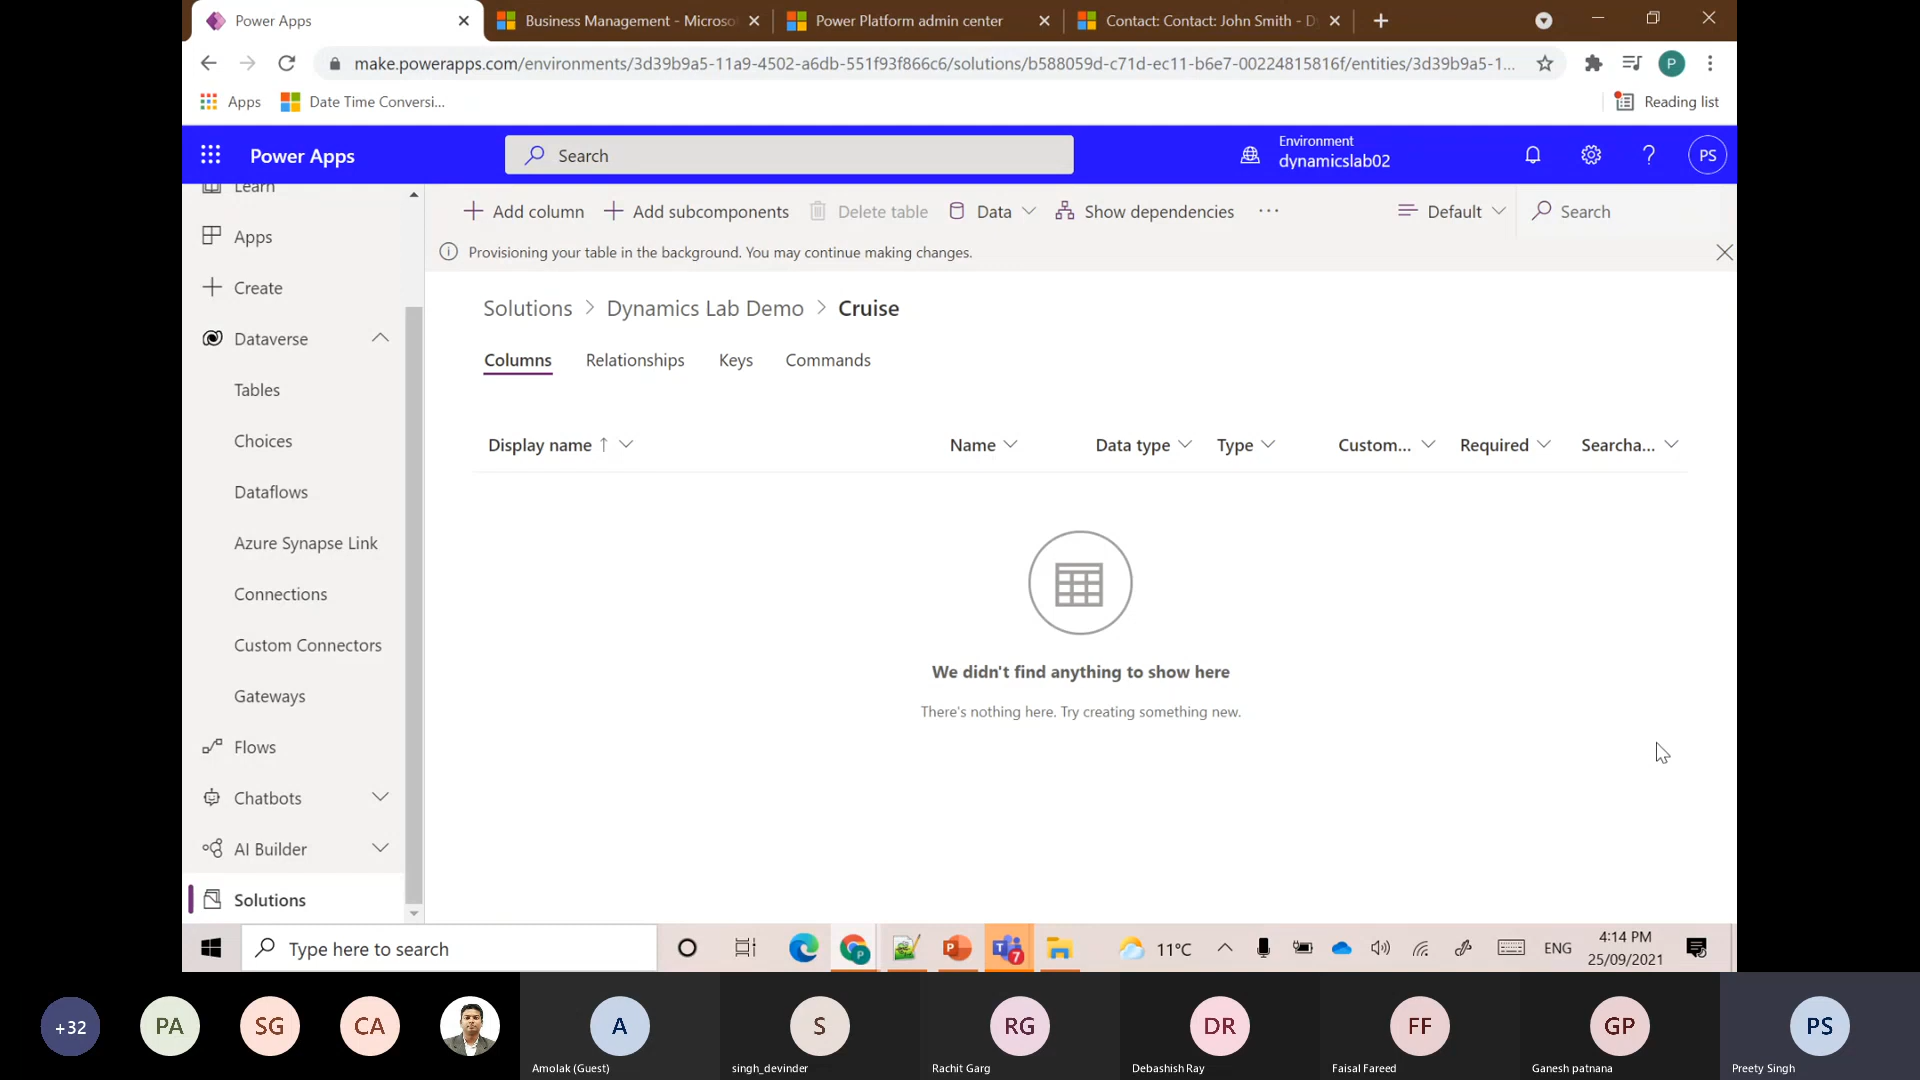 Power Apps
Business Management - Microso
Power Platform admin center
Contact: Contact: John Smith - D
make.powerapps.com/environments/3d39b9a5-11a9-4502-a6db-551f93f866c6/solutions/b588059d-c71d-ec11-b6e7-00224815816f/entities/3d39b9a5-1...
P
Apps
Date Time Conversi...
Reading list
Power Apps
Search
Environment
dynamicslab02
PS
Learn
Apps
Create
Dataverse
Tables
Choices
Dataflows
Azure Synapse Link
Connections
Custom Connectors
Gateways
Flows
Chatbots
AI Builder
Solutions
Add column
Add subcomponents
Delete table
Data
Show dependencies
Default
Search
Provisioning your table in the background. You may continue making changes.
Solutions > Dynamics Lab Demo > Cruise
Columns
Relationships
Keys
Commands
Display name ↑
Name
Data type
Type
Custom...
Required
Searcha...
We didn't find anything to show here
There's nothing here. Try creating something new.
Type here to search
P
P
T
7
11°C
ENG
4:14 PM
25/09/2021
+32
PA
SG
CA
A
Amolak (Guest)
S
singh_devinder
RG
Rachit Garg
DR
Debashish Ray
FF
Faisal Fareed
GP
Ganesh patnana
PS
Preety Singh